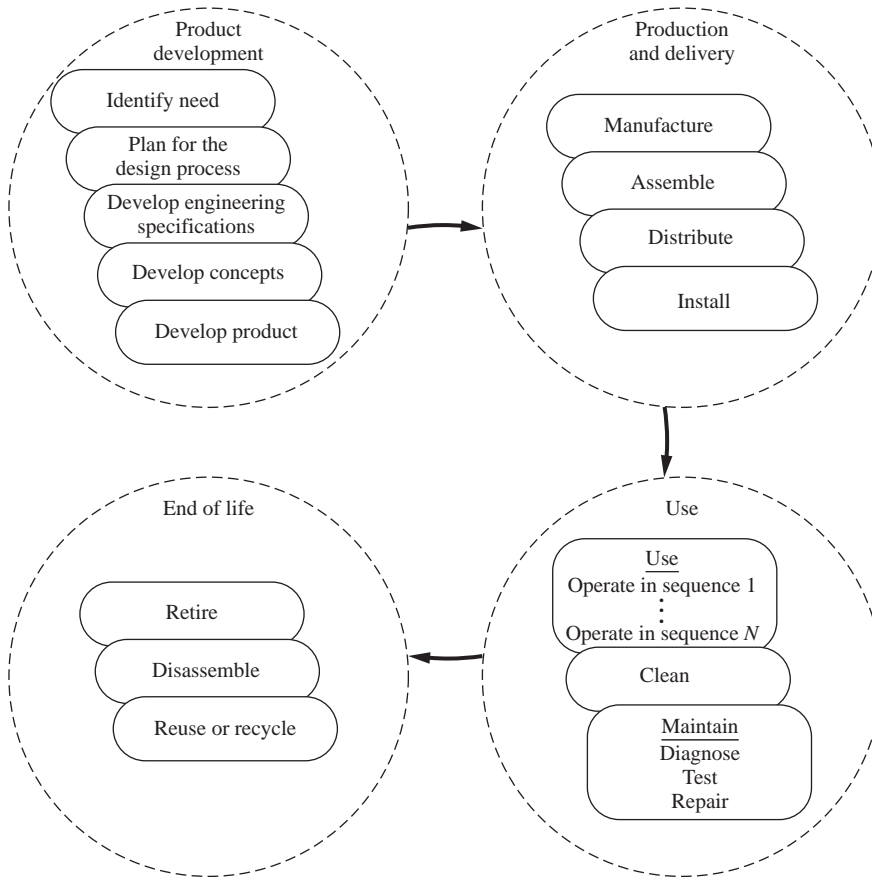 Product
development
Identify need
Plan for the
design process
Develop engineering
specifications
Develop concepts
Develop product
Production
and delivery
Manufacture
Assemble
Distribute
Install
Use
Use
Operate in sequence 1
⋮
Operate in sequence N
Clean
Maintain
Diagnose
Test
Repair
End of life
Retire
Disassemble
Reuse or recycle